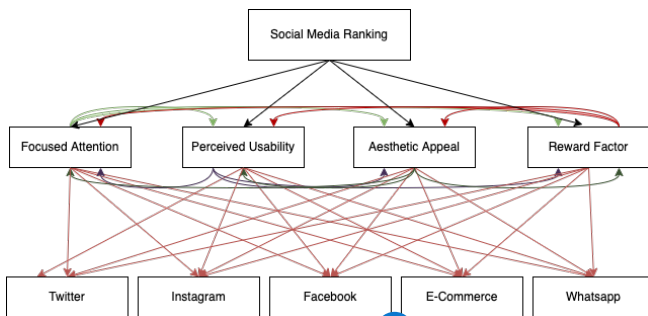 Social Media Ranking
Focused Attention
Perceived Usability
Aesthetic Appeal
Reward Factor
Twitter
Instagram
Facebook
E-Commerce
Whatsapp